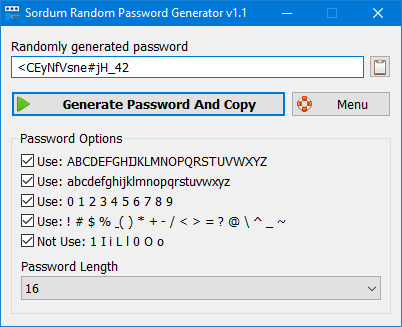 Sordum Random Password Generator v1.1
Randomly generated password
<CEyNfVsne#jH_42
Generate Password And Copy
Menu
Password Options
Use: ABCDEFGHIJKLMNOPQRSTUVWXYZ
Use: abcdefghijklmnopqrstuvwxyz
Use: 0 1 2 3 4 5 6 7 8 9
Use: ! # $ % _( ) * + - / < > = ? @ \ ^ _ ~
Not Use: 1 I i L l 0 O o
Password Length
16